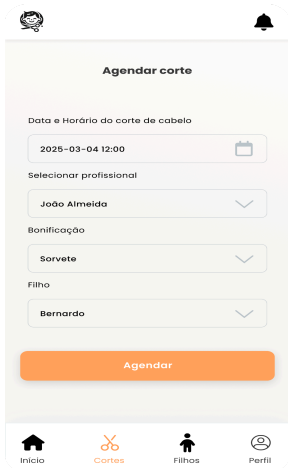 Agendar corte
Data e Horário do corte de cabelo
2025-03-04 12:00
Selecionar profissional
João Almeida
Bonificação
Sorvete
Filho
Bernardo
Agendar
Início Cortes Filhos Perfil